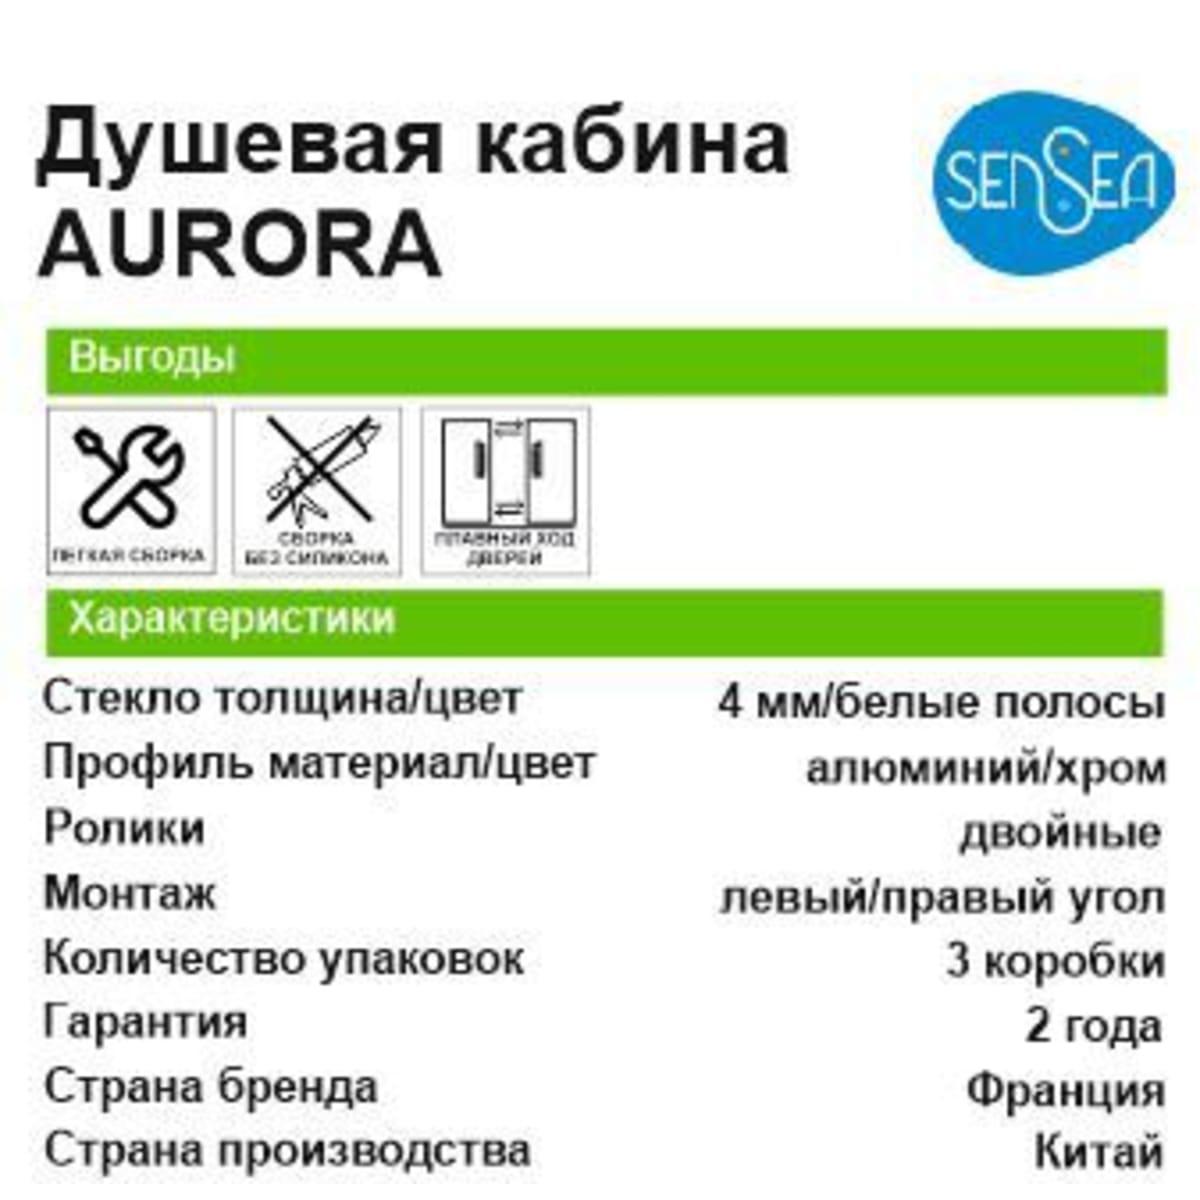 Душевая кабина
AURORA
SENSEA
Выгоды
ЛЕГКАЯ СБОРКА
СБОРКА
БЕЗ СИЛИКОНА
ПЛАВНЫЙ ХОД
ДВЕРЕЙ
Характеристики
Стекло толщина/цвет 4 мм/белые полосы
Профиль материал/цвет алюминий/хром
Ролики двойные
Монтаж левый/правый угол
Количество упаковок 3 коробки
Гарантия 2 года
Страна бренда Франция
Страна производства Китай